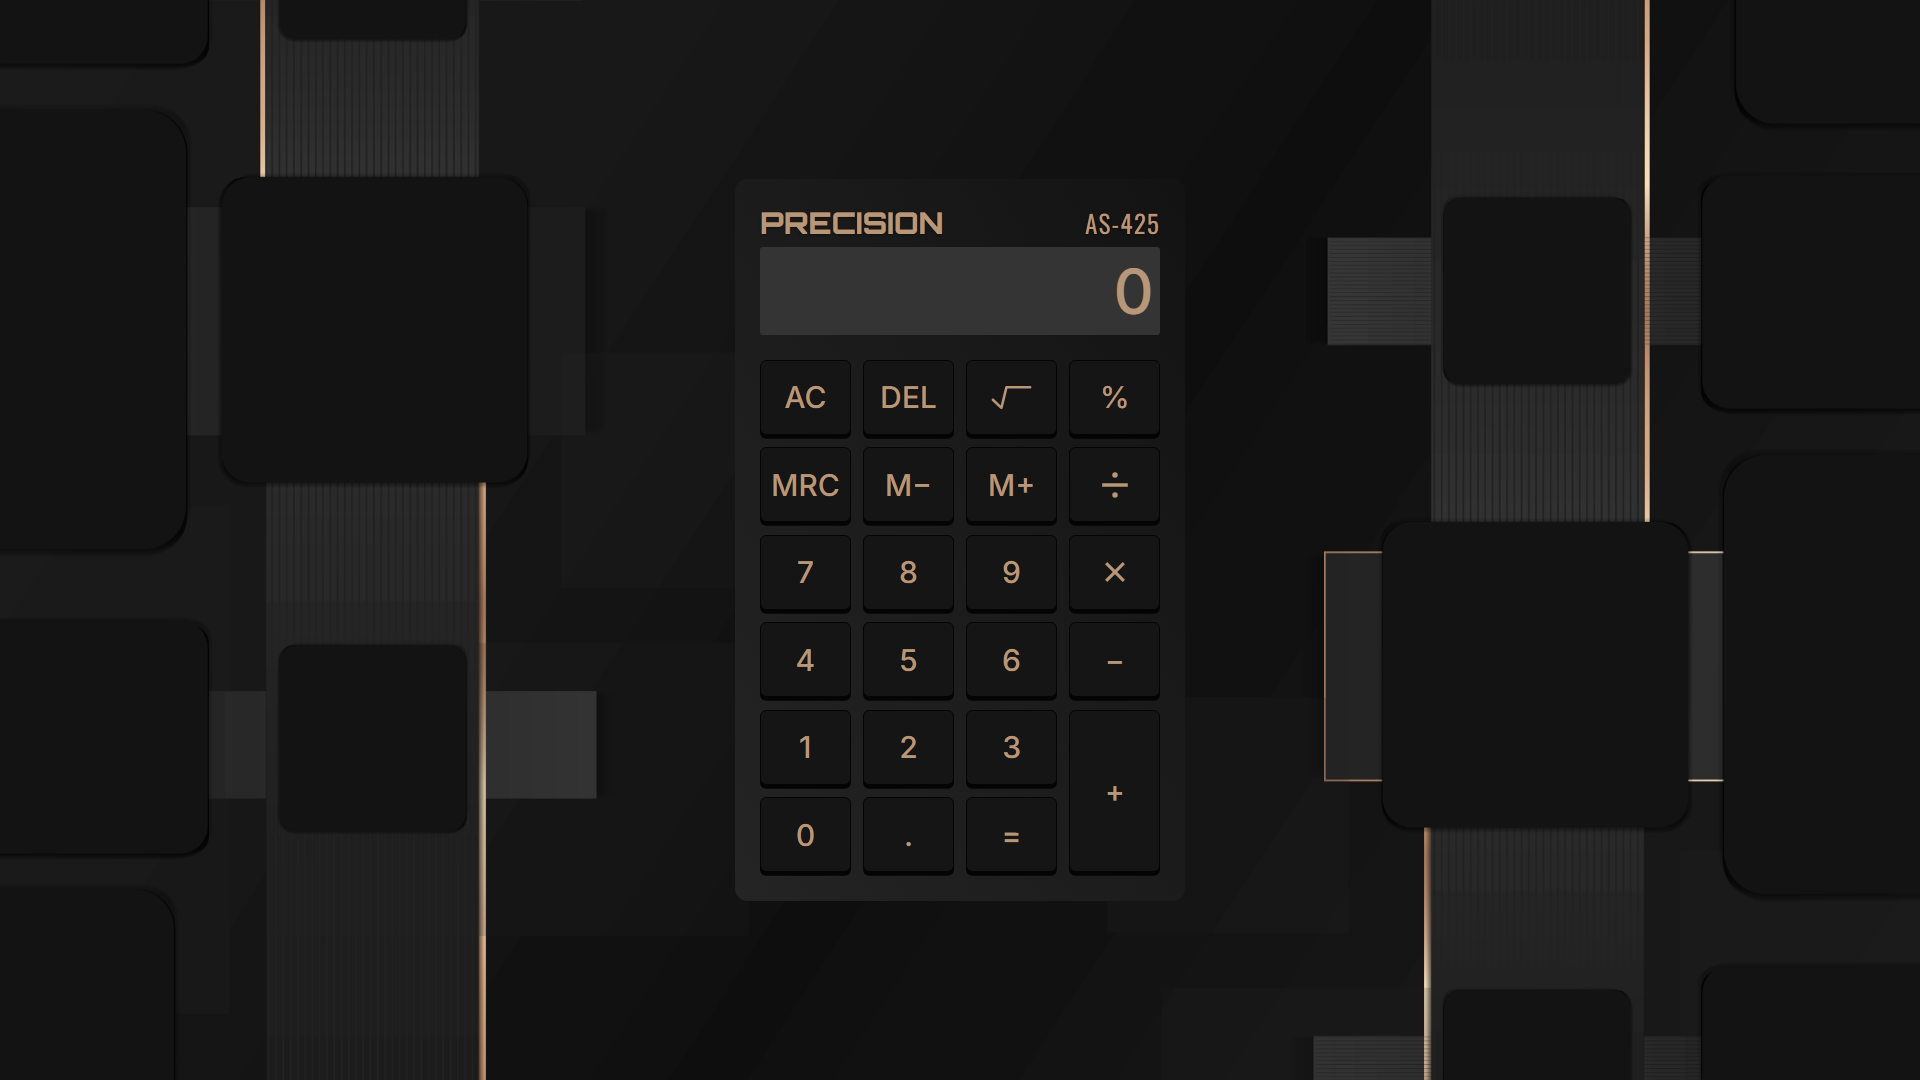 PRECISION AS-425
0
AC DEL √ %
MRC M− M+ ÷
7 8 9 ×
4 5 6 −
1 2 3
+
0 . =